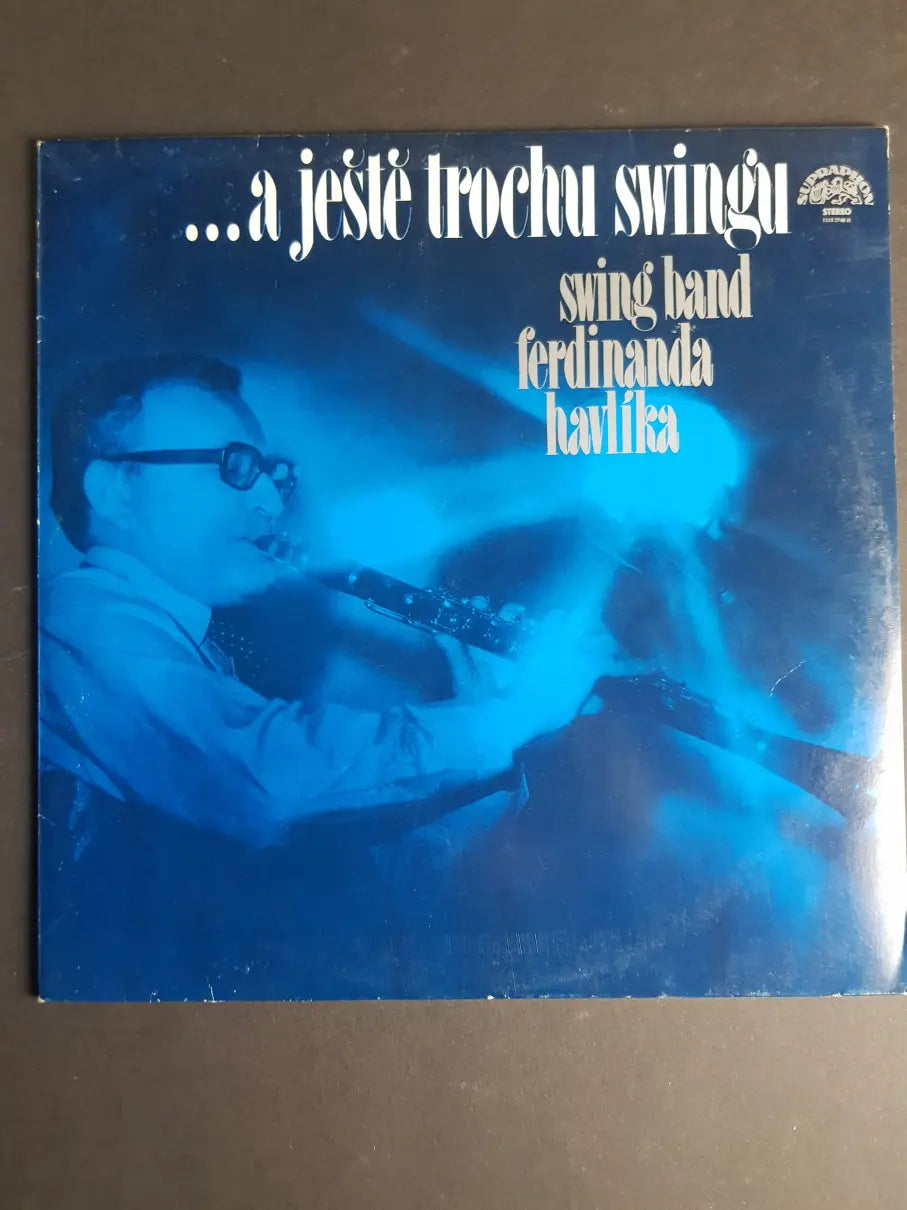 ...a ještě trochu swingu
SUPRAPHON
STEREO
swing band
ferdinanda
havlíka